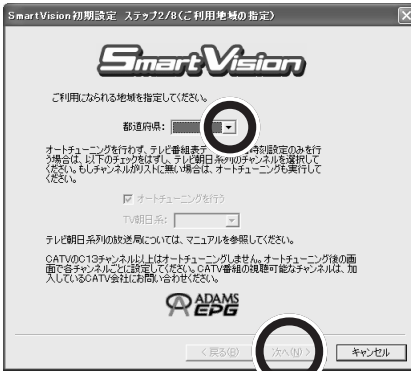 SmartVision初期設定 ステップ2/8(ご利用地域の指定)
SmartVision
ご利用になられる地域を指定してください。
都道府県:
オートチューニングを行わず、テレビ番組表デ 時刻設定のみを行
う場合は、以下のチェックをはずし、テレビ朝日系列のチャンネルを選択して
ください。もしチャンネルがリストに無い場合は、オートチューニングも実行して
ください。
オートチューニングを行う
TV朝日系:
テレビ朝日系列の放送局については、マニュアルを参照してください。
CATVのC13チャンネル以上はオートチューニングしません。オートチューニング後の画
面で各チャンネルごとに設定してください。CATV番組の視聴可能なチャンネルは、加
入しているCATV会社にお問い合わせください。
ADAMS
EPG
<戻る(B) 次へ(N)> キャンセル